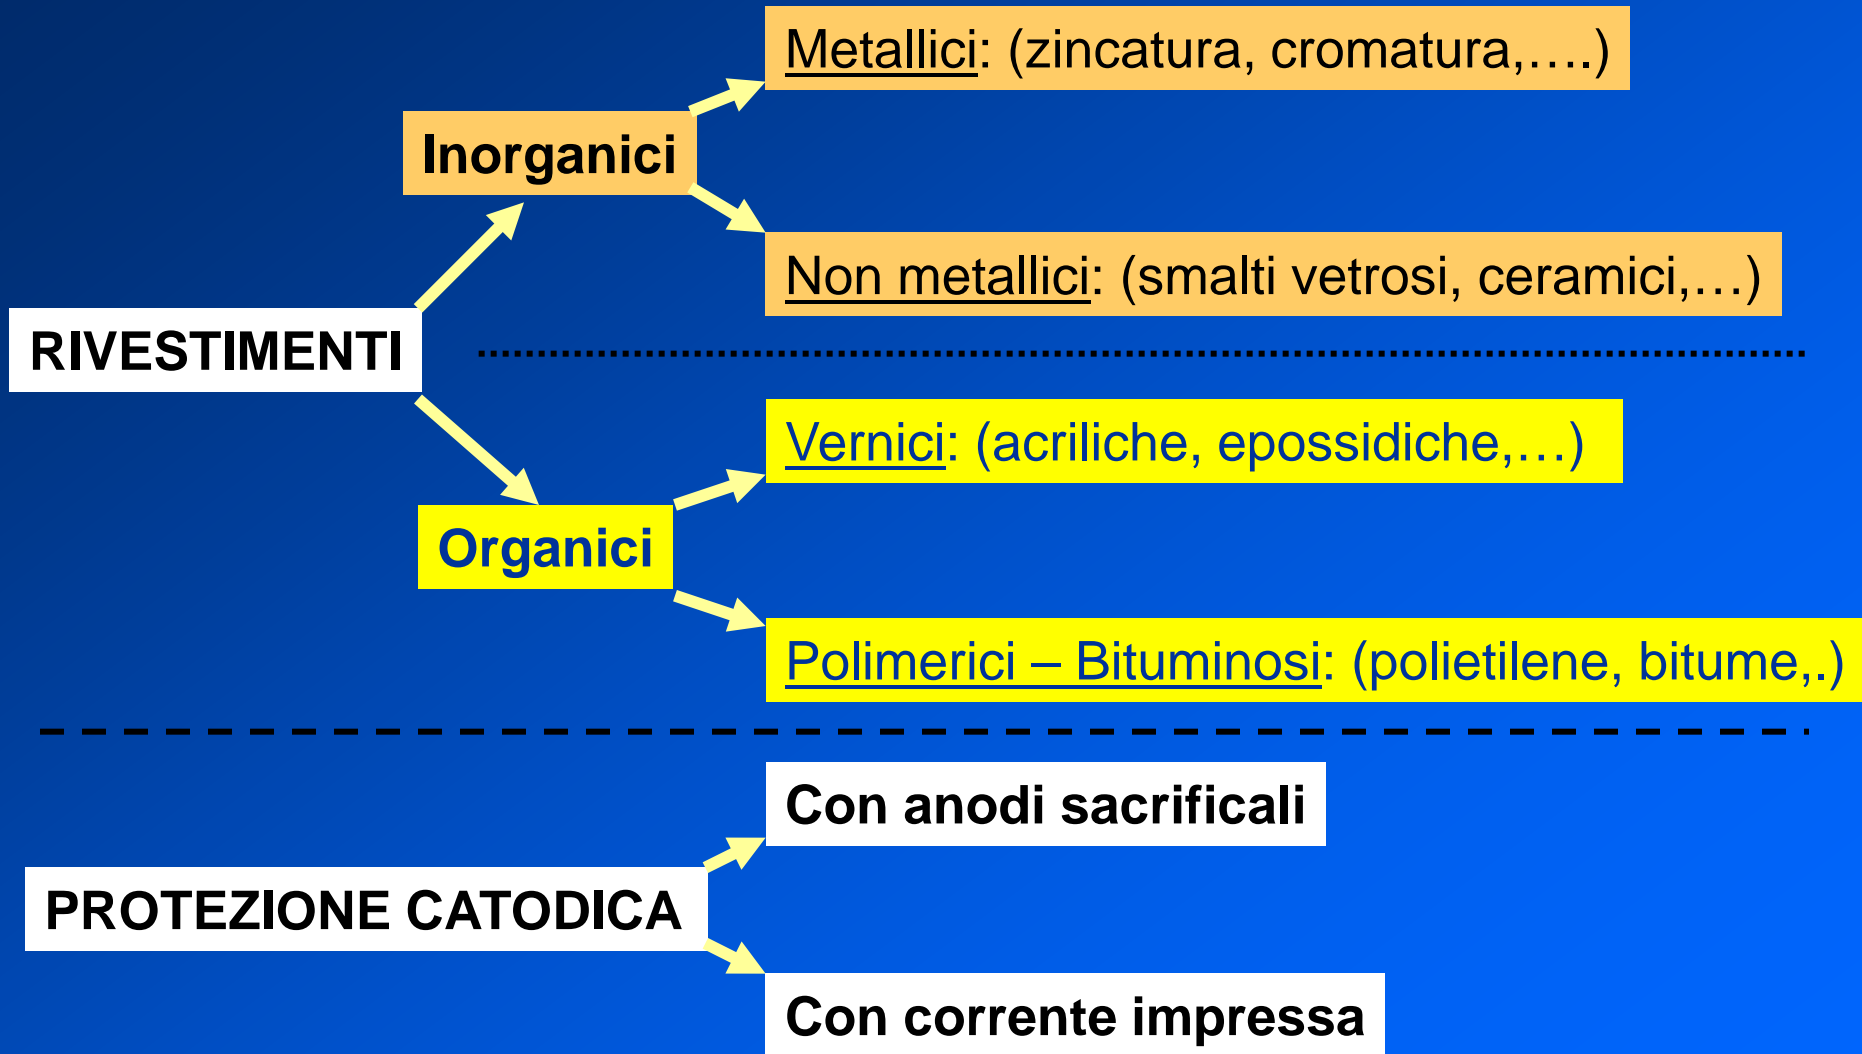 Metallici: (zincatura, cromatura,….)
Inorganici
Non metallici: (smalti vetrosi, ceramici,…)
RIVESTIMENTI
Vernici: (acriliche, epossidiche,…)
Organici
Polimerici – Bituminosi: (polietilene, bitume,.)
Con anodi sacrificali
PROTEZIONE CATODICA
Con corrente impressa